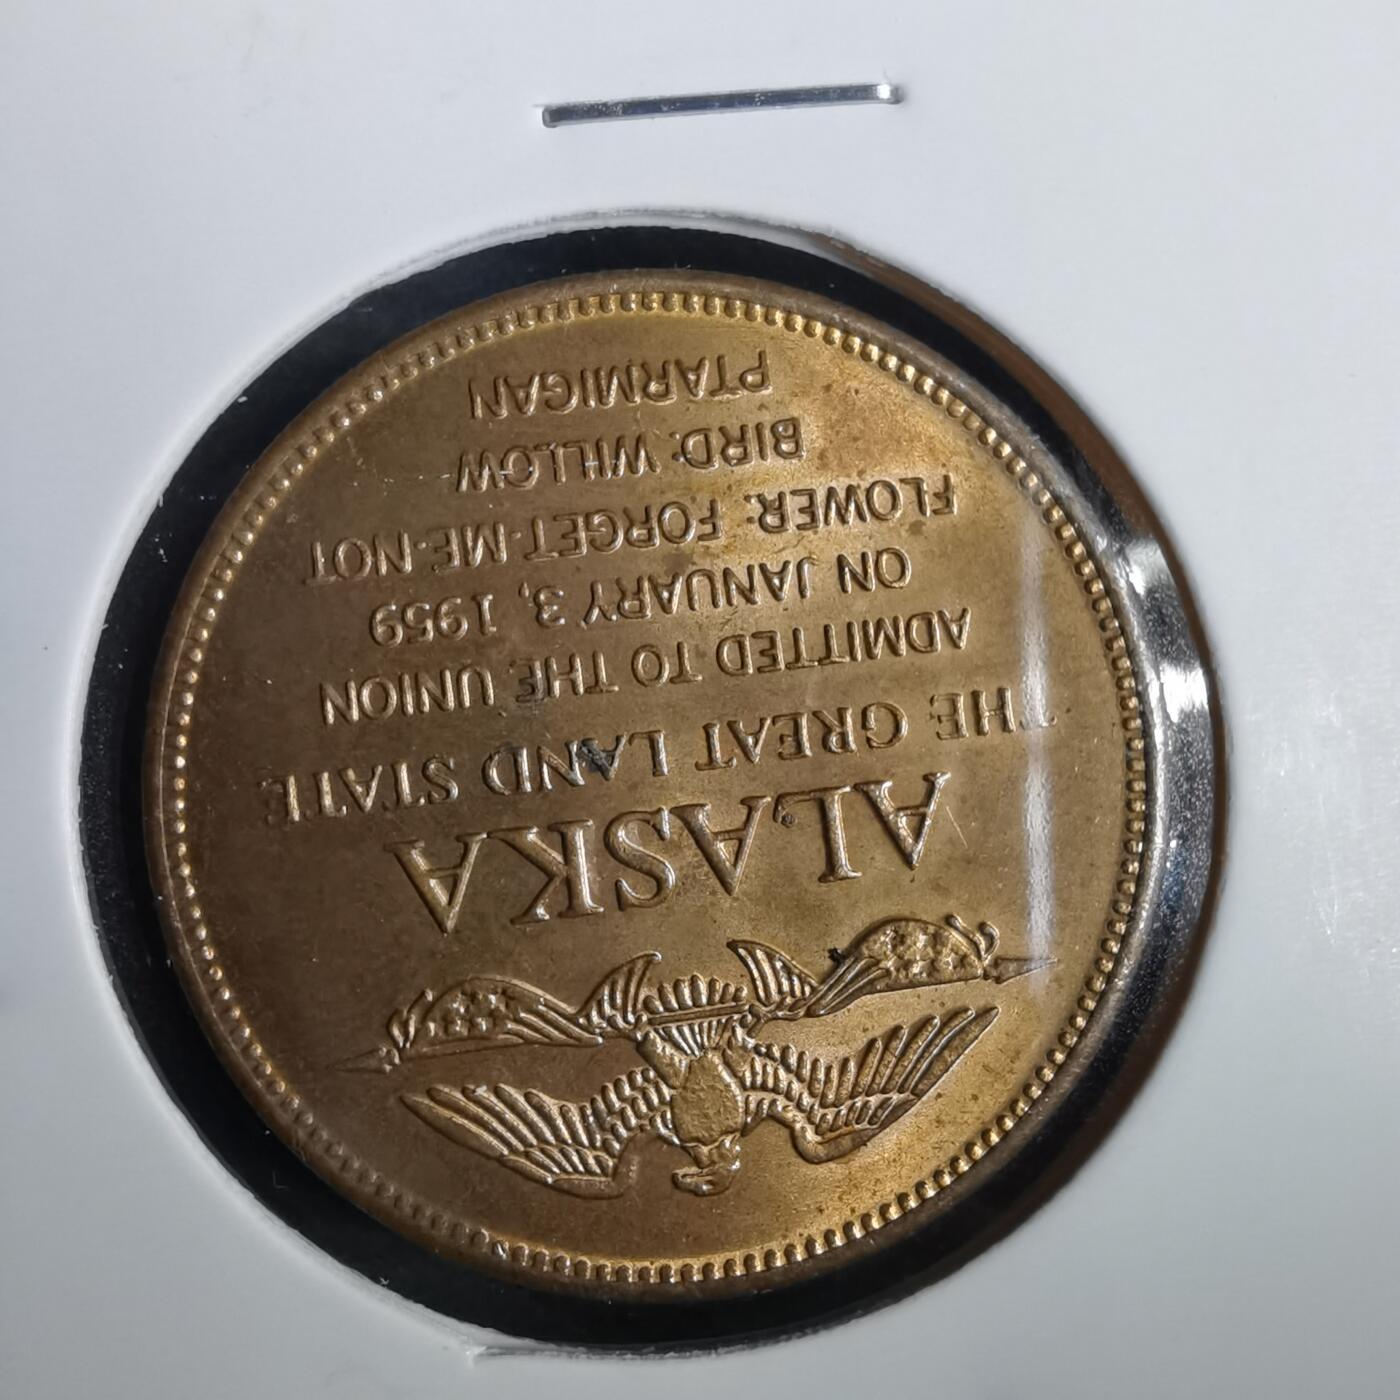 ALASKA
THE GREAT LAND STATE
ADMITTED TO THE UNION
ON JANUARY 3, 1959
FLOWER: FORGET-ME-NOT
BIRD: WILLOW
PTARMIGAN